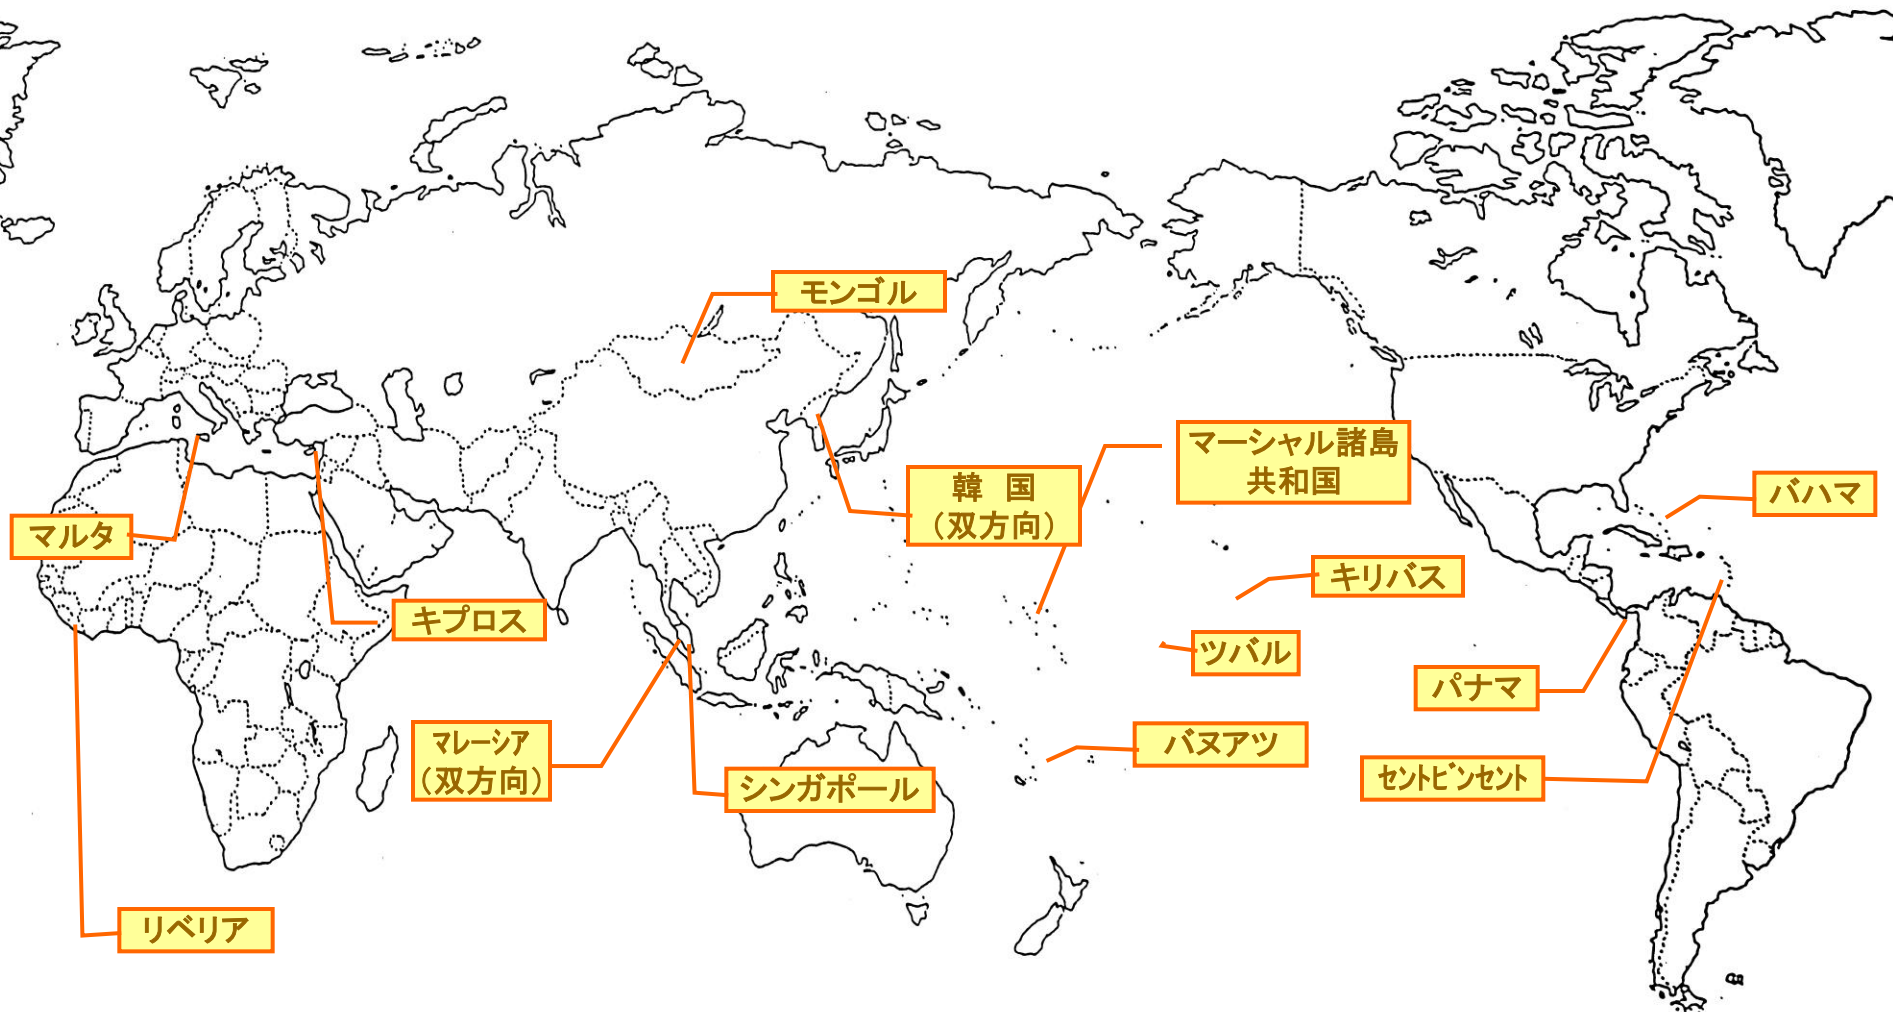 モンゴル
マーシャル諸島
共和国
韓　国
（双方向）
バハマ
マルタ
キリバス
キプロス
ツバル
パナマ
マレーシア
（双方向）
バヌアツ
シンガポール
セントビンセント
リベリア